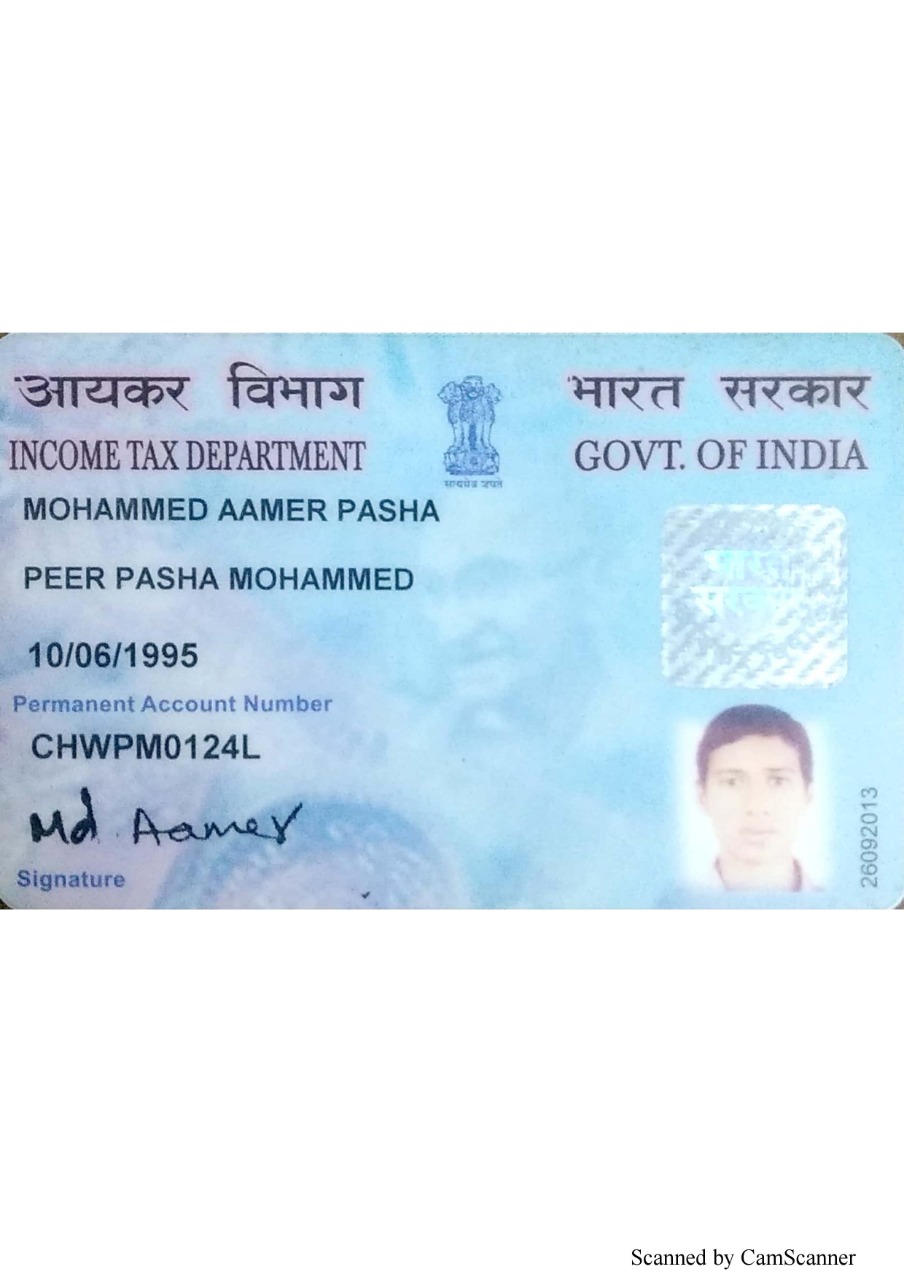 आयकर विभाग
भारत सरकार
INCOME TAX DEPARTMENT
GOVT. OF INDIA
सत्यमेव जयते
MOHAMMED AAMER PASHA
PEER PASHA MOHAMMED
भारत
सरकार
10/06/1995
Permanent Account Number
CHWPM0124L
Md. Aamer
Signature
26092013
Scanned by CamScanner